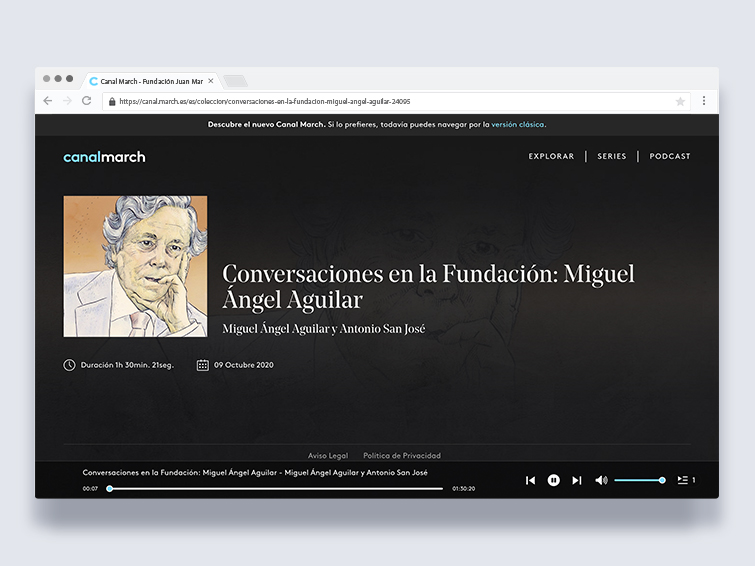 Canal March - Fundación Juan Mar
https://canal.march.es/es/coleccion/conversaciones-en-la-fundacion-miguel-angel-aguilar-24095
Descubre el nuevo Canal March. Si lo prefieres, todavía puedes navegar por la versión clásica.
canalmarch
EXPLORAR
SERIES
PODCAST
Conversaciones en la Fundación: Miguel
Ángel Aguilar
Miguel Ángel Aguilar y Antonio San José
Duración 1h 30min. 21seg.
09 Octubre 2020
Aviso Legal
Política de Privacidad
Conversaciones en la Fundación: Miguel Ángel Aguilar - Miguel Ángel Aguilar y Antonio San José
00:07
01:30:20
1